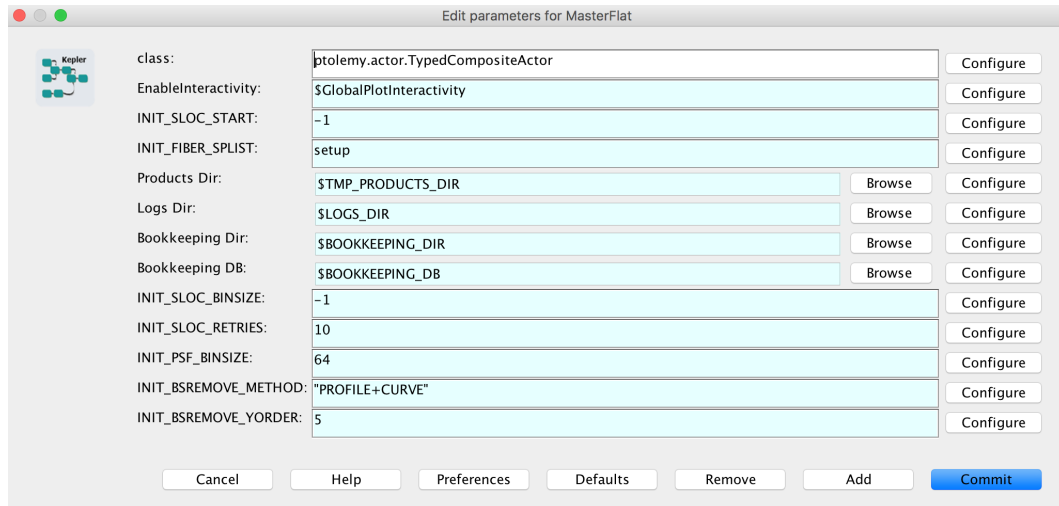 Edit parameters for MasterFlat
Kepler
class: ptolemy.actor.TypedCompositeActor Configure
EnableInteractivity: $GlobalPlotInteractivity Configure
INIT_SLOC_START: -1 Configure
INIT_FIBER_SPLIST: setup Configure
Products Dir: $TMP_PRODUCTS_DIR Browse Configure
Logs Dir: $LOGS_DIR Browse Configure
Bookkeeping Dir: $BOOKKEEPING_DIR Browse Configure
Bookkeeping DB: $BOOKKEEPING_DB Browse Configure
INIT_SLOC_BINSIZE: -1 Configure
INIT_SLOC_RETRIES: 10 Configure
INIT_PSF_BINSIZE: 64 Configure
INIT_BSREMOVE_METHOD: "PROFILE+CURVE" Configure
INIT_BSREMOVE_YORDER: 5 Configure
Cancel Help Preferences Defaults Remove Add Commit